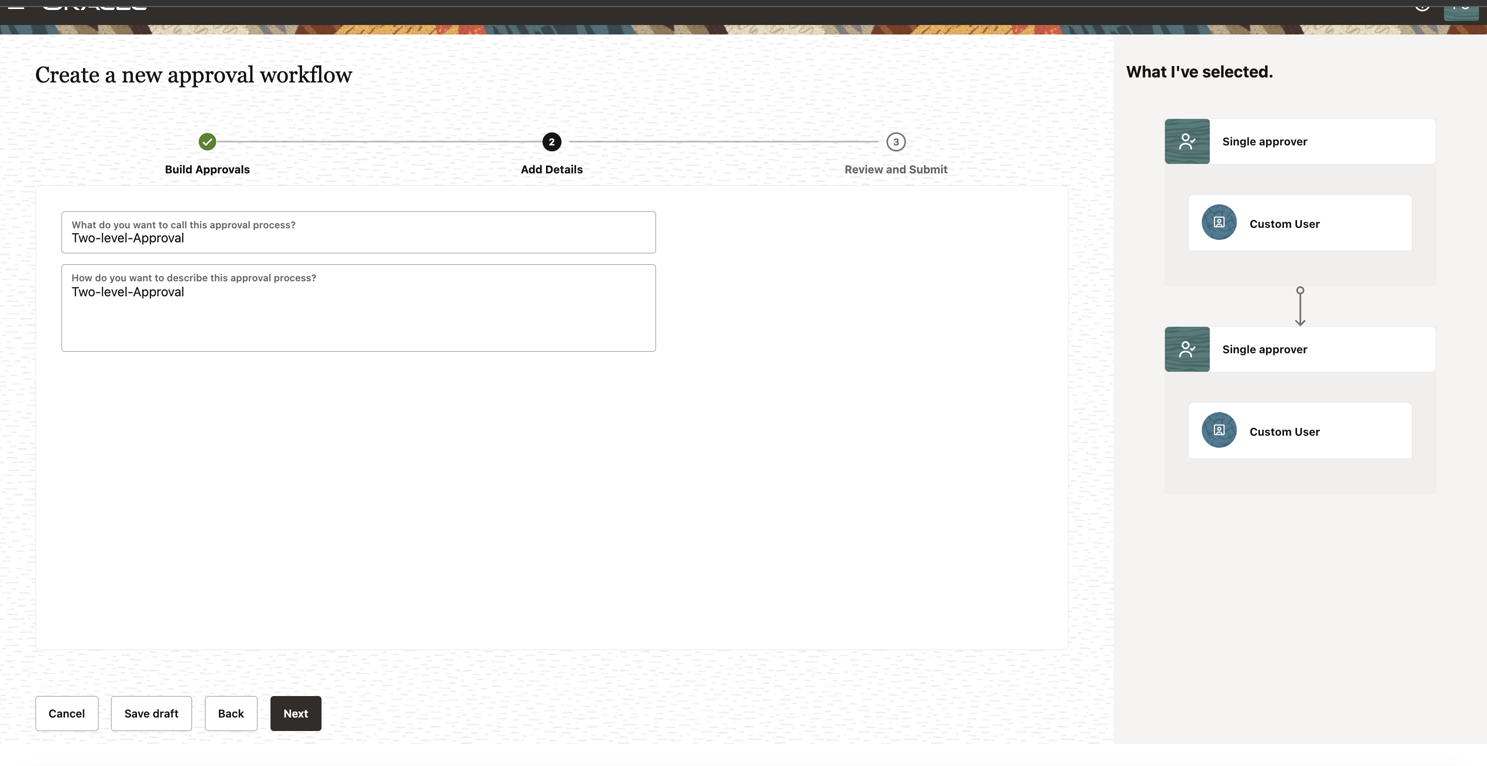 ORACLE
Create a new approval workflow
What I've selected.
2
3
Build Approvals
Add Details
Review and Submit
What do you want to call this approval process?
Two-level-Approval
How do you want to describe this approval process?
Two-level-Approval
Single approver
Custom User
Single approver
Custom User
Cancel
Save draft
Back
Next